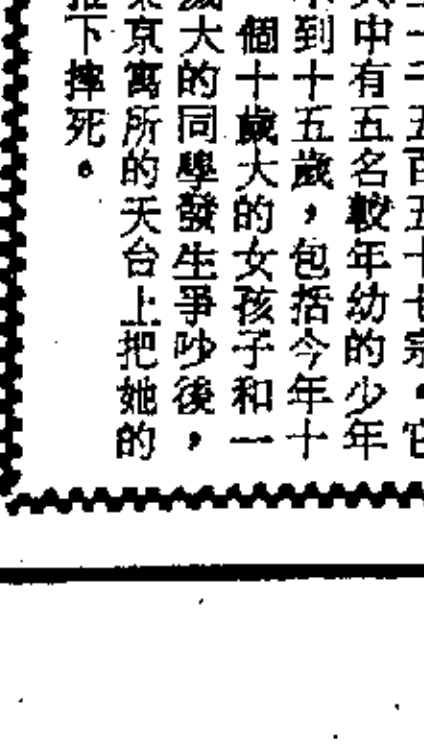 一千五百五十七宗。它
中有五名較年幼的少年
到十五歲，包括今年十
個十歲大的女孩子和一
歲大的同學發生爭吵後，
京寓所的天台上把她的
推下摔死。